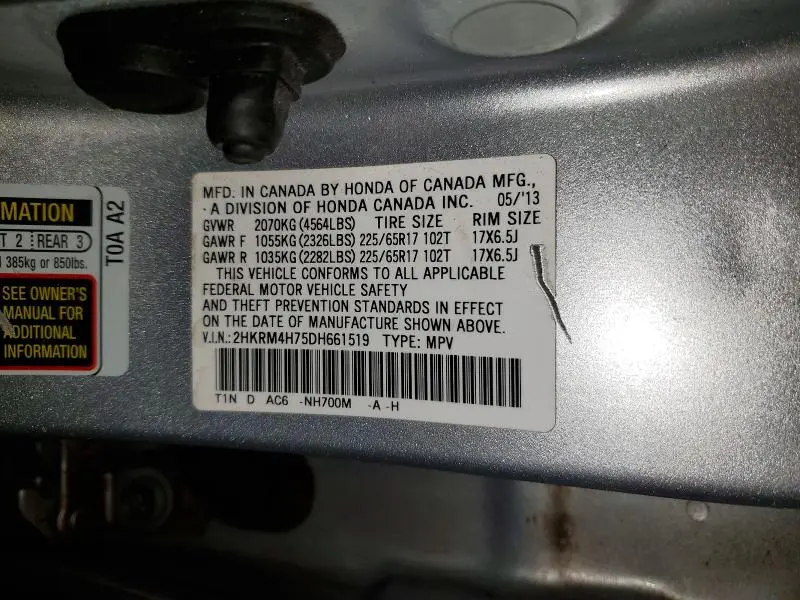 MATION
T 2 REAR 3
385kg or 850lbs.
SEE OWNER'S
MANUAL FOR
ADDITIONAL
INFORMATION
T0A A2
MFD. IN CANADA BY HONDA OF CANADA MFG.,
A DIVISION OF HONDA CANADA INC. 05/'13
GVWR 2070KG (4564LBS) TIRE SIZE RIM SIZE
GAWR F 1055KG (2326LBS) 225/65R17 102T 17X6.5J
GAWR R 1035KG (2282LBS) 225/65R17 102T 17X6.5J
THIS VEHICLE CONFORMS TO ALL APPLICABLE
FEDERAL MOTOR VEHICLE SAFETY
AND THEFT PREVENTION STANDARDS IN EFFECT
ON THE DATE OF MANUFACTURE SHOWN ABOVE.
V.I.N.:2HKRM4H75DH661519 TYPE: MPV
T1N D AC6 -NH700M -A -H